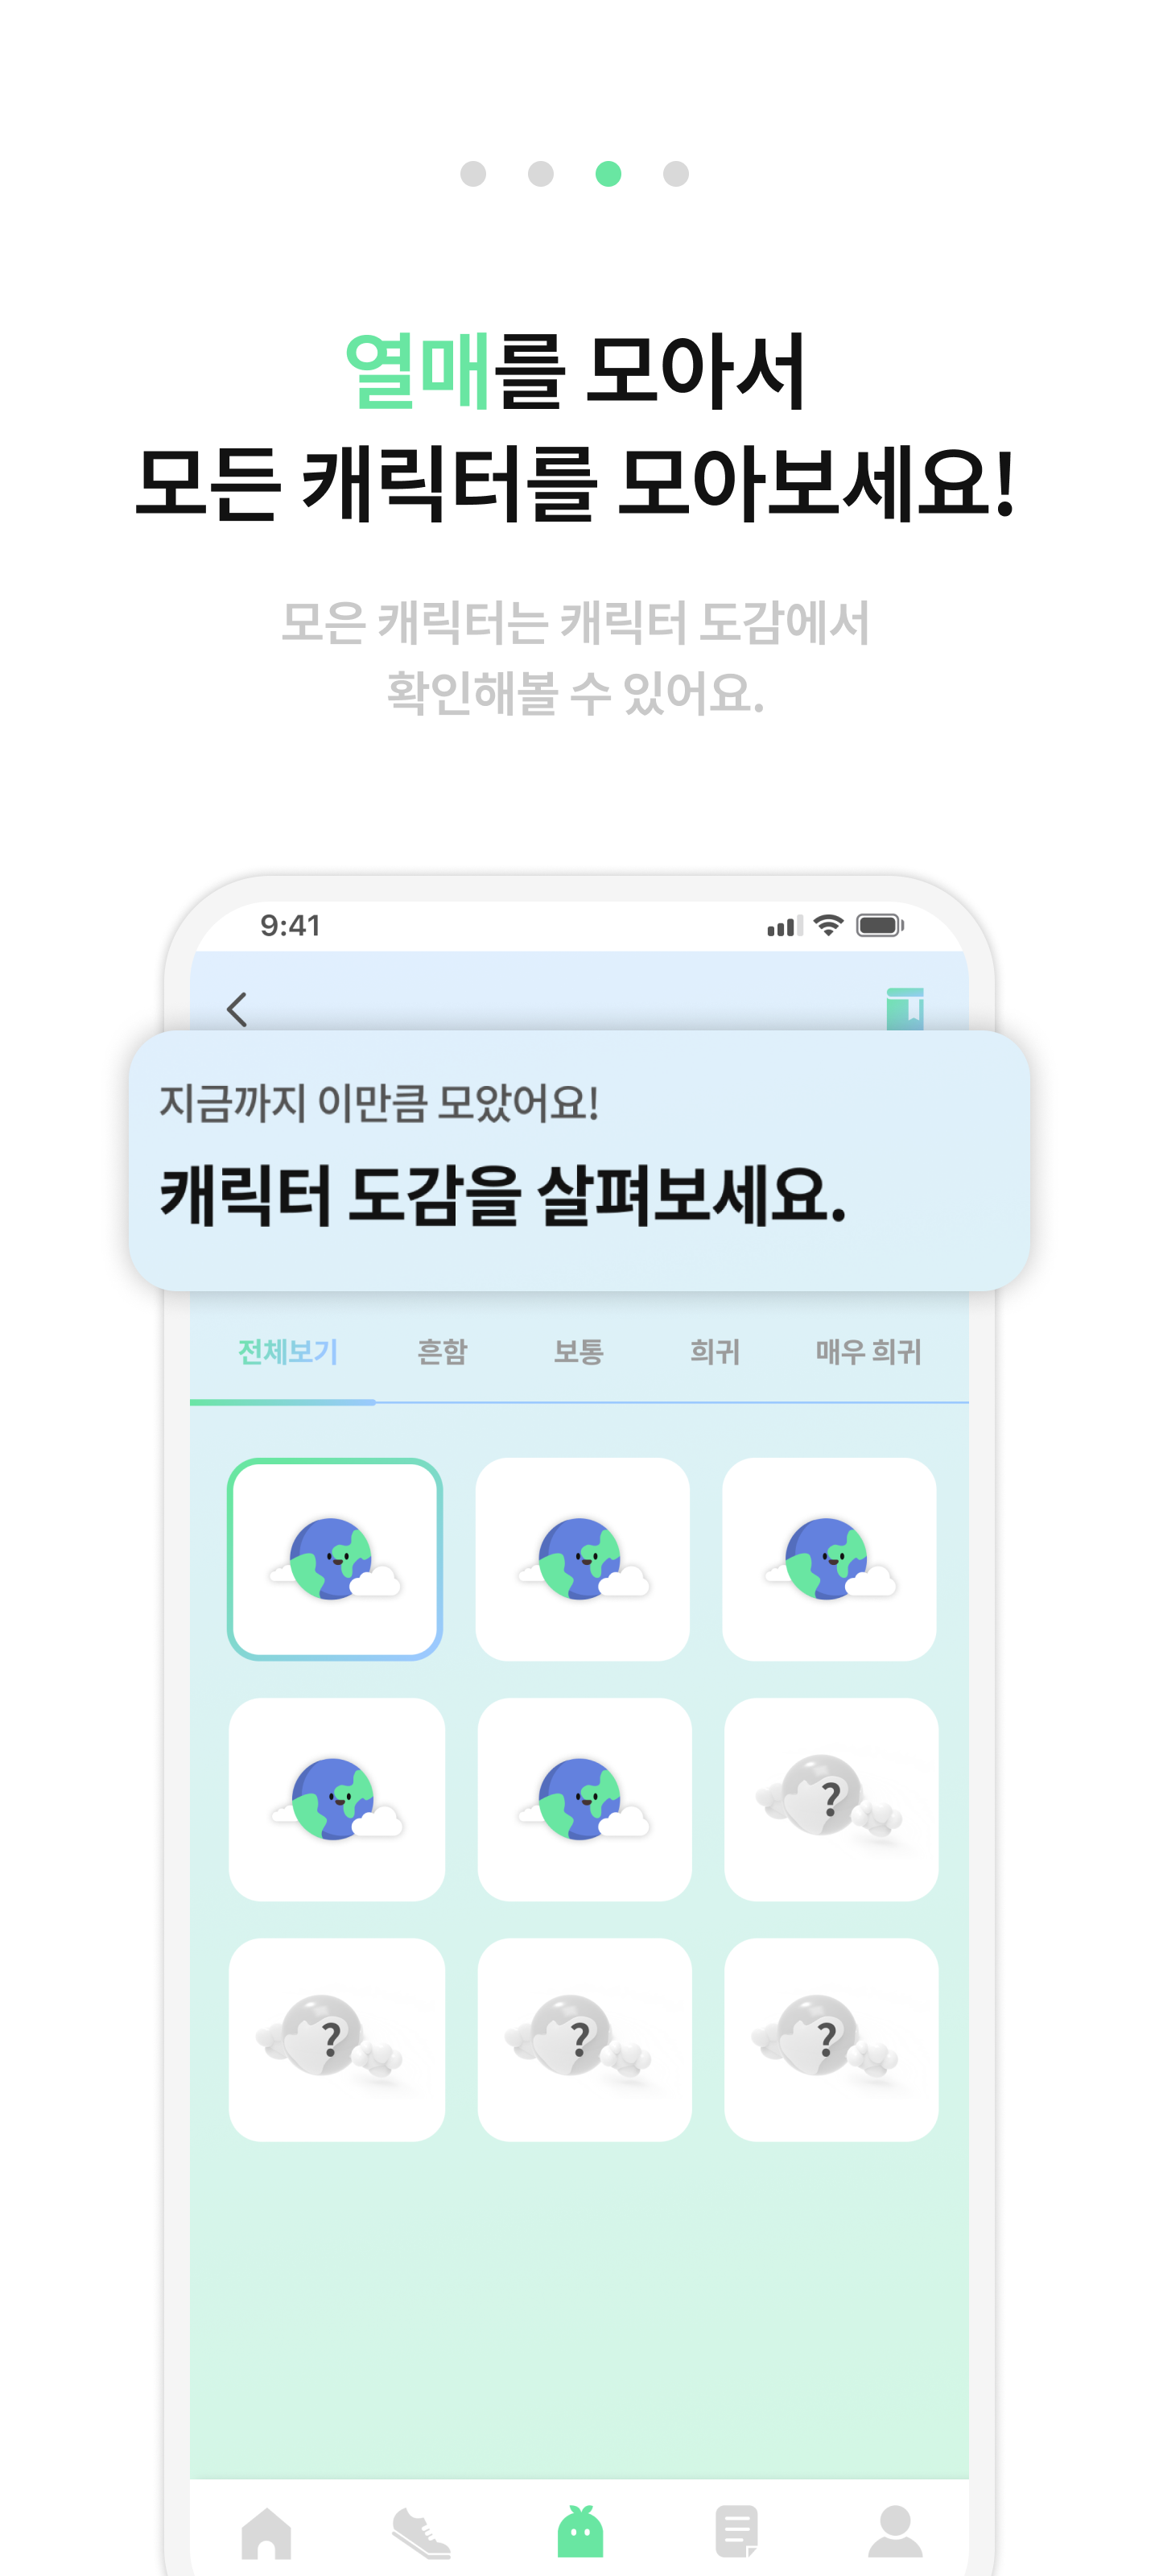 열매를 모아서
모든 캐릭터를 모아보세요!
모은 캐릭터는 캐릭터 도감에서
확인해볼 수 있어요.
9:41
지금까지 이만큼 모았어요!
캐릭터 도감을 살펴보세요.
전체보기 흔함 보통 희귀 매우 희귀
?
? ? ?